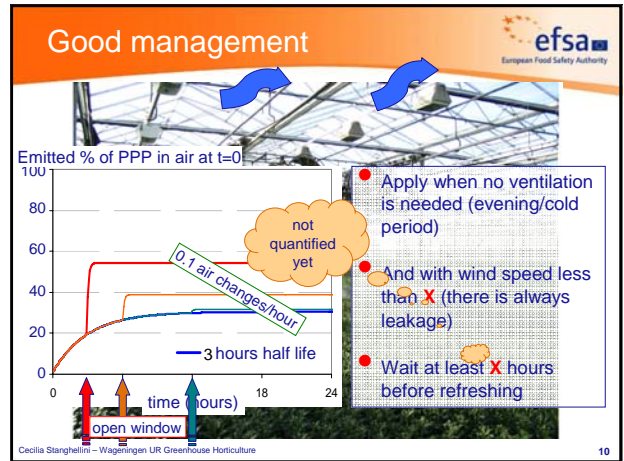 Good management
efsa
European Food Safety Authority
Emitted % of PPP in air at t=0
100
80
60
40
20
0
0
18
24
time (hours)
0.1 air changes/hour
3 hours half life
open window
not
quantified
yet
Apply when no ventilation
is needed (evening/cold
period)
And with wind speed less
than X (there is always
leakage)
Wait at least X hours
before refreshing
Cecilia Stanghellini – Wageningen UR Greenhouse Horticulture
10